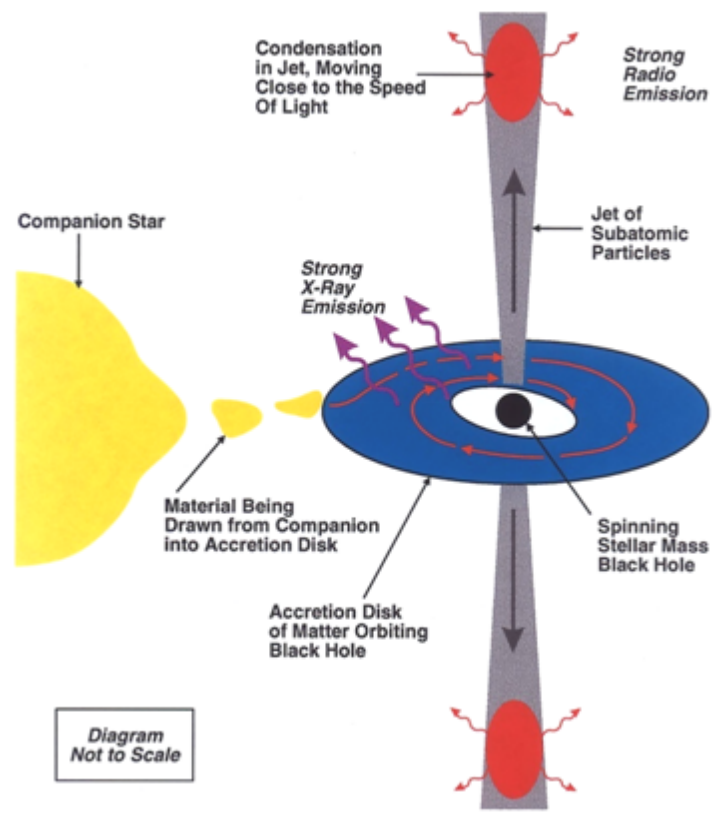 Condensation
in Jet, Moving
Close to the Speed
Of Light
Strong
Radio
Emission
Companion Star
Jet of
Subatomic
Particles
Strong
X-Ray
Emission
Material Being
Drawn from Companion
into Accretion Disk
Spinning
Stellar Mass
Black Hole
Accretion Disk
of Matter Orbiting
Black Hole
Diagram
Not to Scale